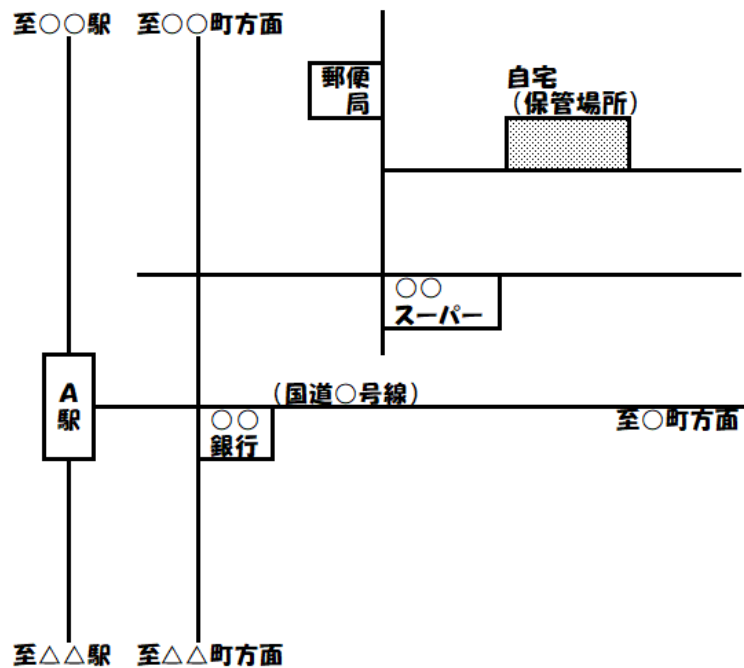 至○○駅
至○○町方面
郵便
局
自宅
(保管場所)
○○
スーパー
A
駅
(国道○号線)
○○
銀行
至○町方面
至△△駅
至△△町方面